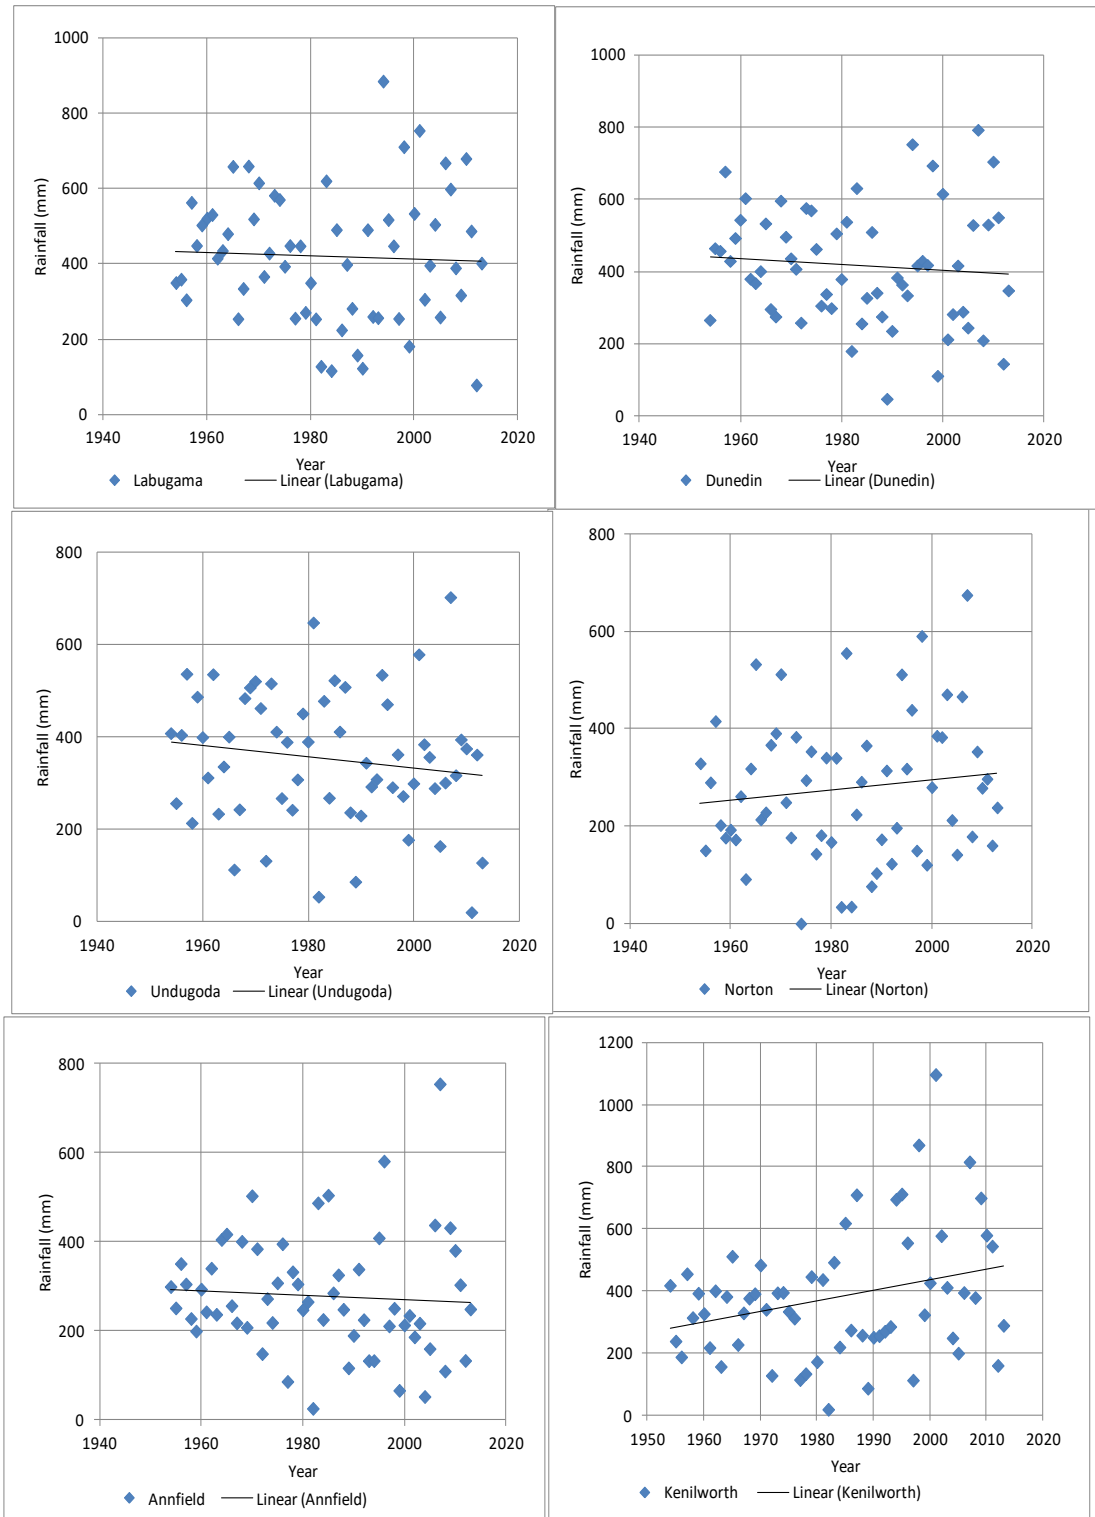 1000
800
600
400
200
0
Rainfall (mm)
1940 1960 1980 2000 2020
Year
Labugama Linear (Labugama)
1000
800
600
400
200
0
Rainfall (mm)
1940 1960 1980 2000 2020
Year
Dunedin Linear (Dunedin)
800
600
400
200
0
Rainfall (mm)
1940 1960 1980 2000 2020
Year
Undugoda Linear (Undugoda)
800
600
400
200
0
Rainfall (mm)
1940 1960 1980 2000 2020
Year
Norton Linear (Norton)
800
600
400
200
0
Rainfall (mm)
1940 1960 1980 2000 2020
Year
Annfield Linear (Annfield)
1200
1000
800
600
400
200
0
Rainfall (mm)
1950 1960 1970 1980 1990 2000 2010 2020
Year
Kenilworth Linear (Kenilworth)